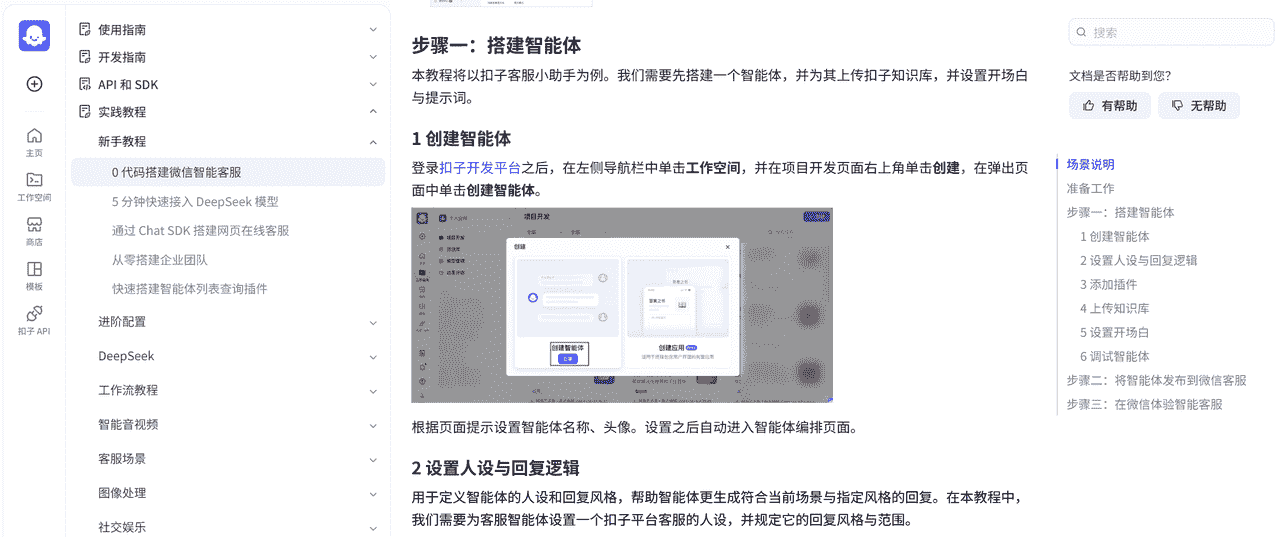 使用指南
开发指南
API 和 SDK
实践教程
新手教程
0 代码搭建微信智能客服
5 分钟快速接入 DeepSeek 模型
通过 Chat SDK 搭建网页在线客服
从零搭建企业团队
快速搭建智能体列表查询插件
进阶配置
DeepSeek
工作流教程
智能音视频
客服场景
图像处理
社交娱乐
主页
工作空间
商店
模板
扣子 API
步骤一：搭建智能体
本教程将以扣子客服小助手为例。我们需要先搭建一个智能体，并为其上传扣子知识库，并设置开场白
与提示词。
1 创建智能体
登录扣子开发平台之后，在左侧导航栏中单击工作空间，并在项目开发页面右上角单击创建，在弹出页
面中单击创建智能体。
项目开发
创建
创建智能体
创建应用
根据页面提示设置智能体名称、头像。设置之后自动进入智能体编排页面。
2 设置人设与回复逻辑
用于定义智能体的人设和回复风格，帮助智能体更生成符合当前场景与指定风格的回复。在本教程中，
我们需要为客服智能体设置一个扣子平台客服的人设，并规定它的回复风格与范围。
搜索
文档是否帮助到您？
有帮助
无帮助
场景说明
准备工作
步骤一：搭建智能体
1 创建智能体
2 设置人设与回复逻辑
3 添加插件
4 上传知识库
5 设置开场白
6 调试智能体
步骤二：将智能体发布到微信客服
步骤三：在微信体验智能客服